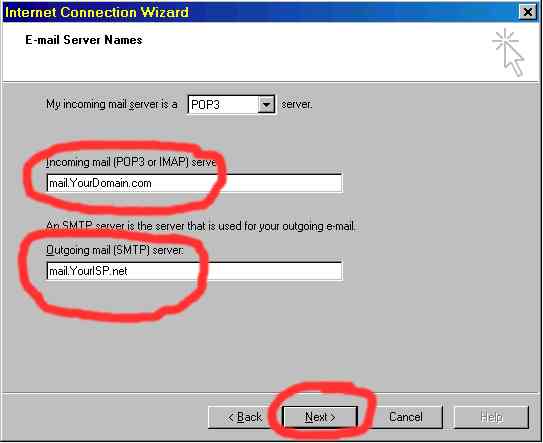 Internet Connection Wizard
E-mail Server Names
My incoming mail server is a POP3 server.
Incoming mail (POP3 or IMAP) server:
mail.YourDomain.com
An SMTP server is the server that is used for your outgoing e-mail.
Outgoing mail (SMTP) server:
mail.YourISP.net
< Back Next > Cancel Help